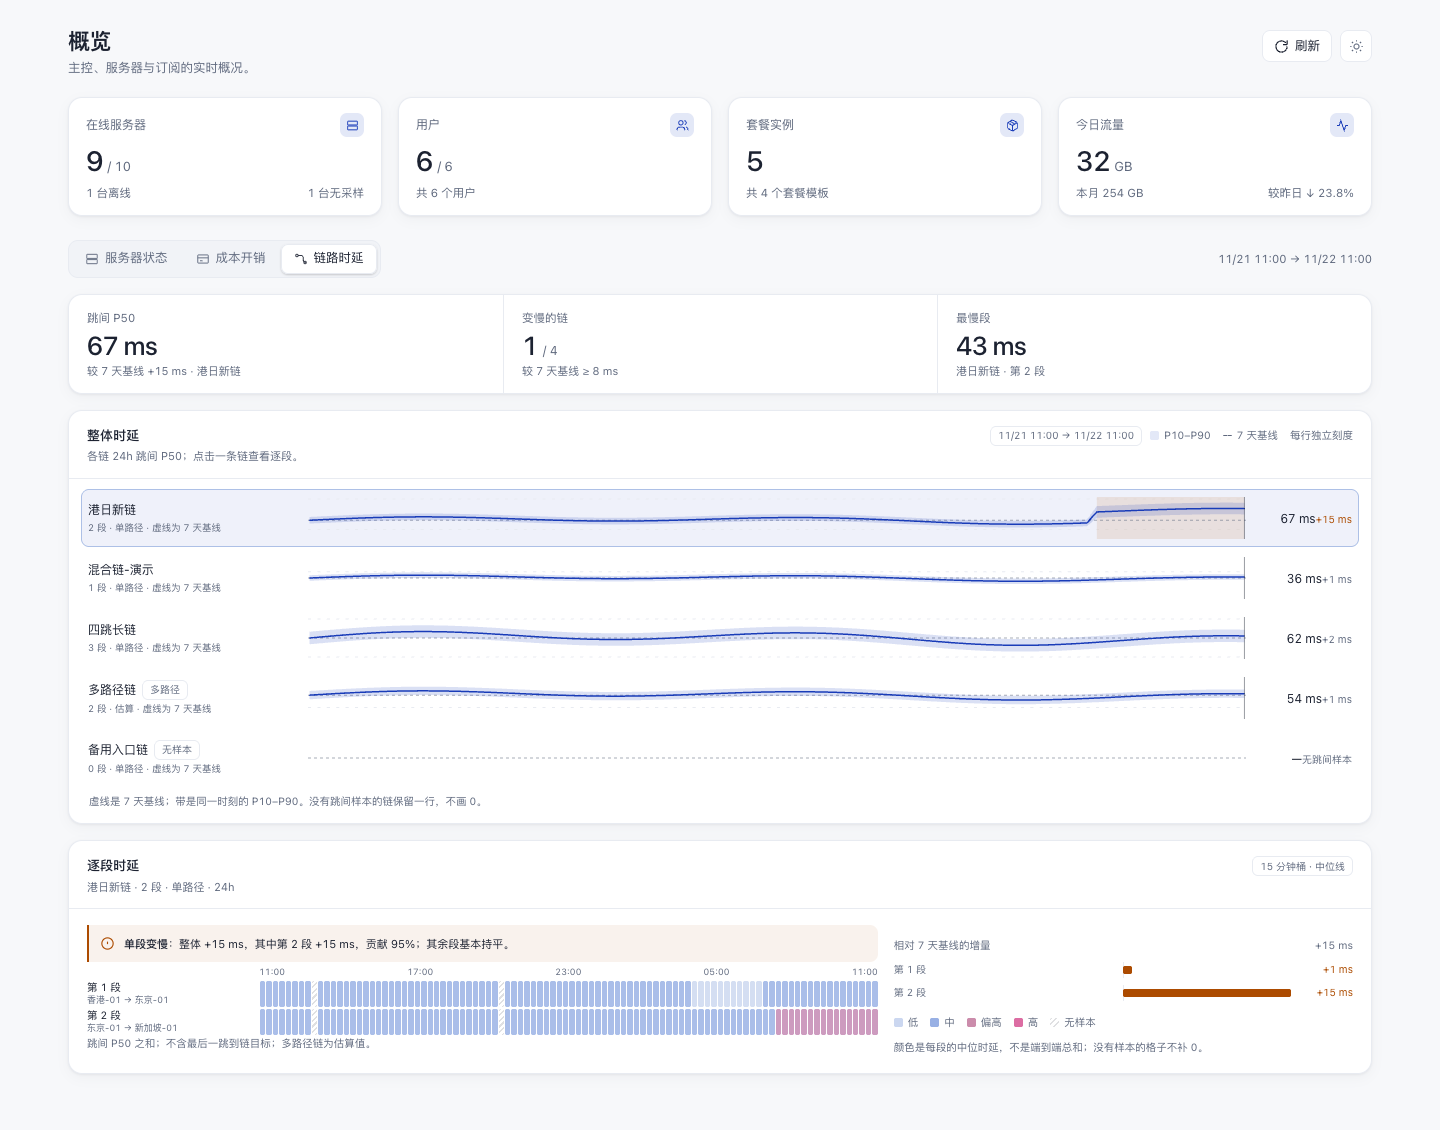 概览
刷新
主控、服务器与订阅的实时概况。
在线服务器
9 / 10
1 台离线
1 台无采样
用户
6 / 6
共 6 个用户
套餐实例
5
共 4 个套餐模板
今日流量
32 GB
本月 254 GB
较昨日 ↓ 23.8%
服务器状态
成本开销
链路时延
11/21 11:00 → 11/22 11:00
跳间 P50
67 ms
较 7 天基线 +15 ms · 港日新链
变慢的链
1 / 4
较 7 天基线 ≥ 8 ms
最慢段
43 ms
港日新链 · 第 2 段
整体时延
各链 24h 跳间 P50；点击一条链查看逐段。
11/21 11:00 → 11/22 11:00
P10–P90
7 天基线
每行独立刻度
港日新链
2 段 · 单路径 · 虚线为 7 天基线
67 ms+15 ms
混合链-演示
1 段 · 单路径 · 虚线为 7 天基线
36 ms+1 ms
四跳长链
3 段 · 单路径 · 虚线为 7 天基线
62 ms+2 ms
多路径链 多路径
2 段 · 估算 · 虚线为 7 天基线
54 ms+1 ms
备用入口链 无样本
0 段 · 单路径 · 虚线为 7 天基线
—无跳间样本
虚线是 7 天基线；带是同一时刻的 P10–P90。没有跳间样本的链保留一行，不画 0。
逐段时延
港日新链 · 2 段 · 单路径 · 24h
15 分钟桶 · 中位线
单段变慢：整体 +15 ms，其中第 2 段 +15 ms，贡献 95%；其余段基本持平。
11:00 17:00 23:00 05:00 11:00
第 1 段
香港-01 → 东京-01
第 2 段
东京-01 → 新加坡-01
跳间 P50 之和；不含最后一跳到链目标；多路径链为估算值。
相对 7 天基线的增量 +15 ms
第 1 段 +1 ms
第 2 段 +15 ms
低 中 偏高 高 无样本
颜色是每段的中位时延，不是端到端总和；没有样本的格子不补 0。